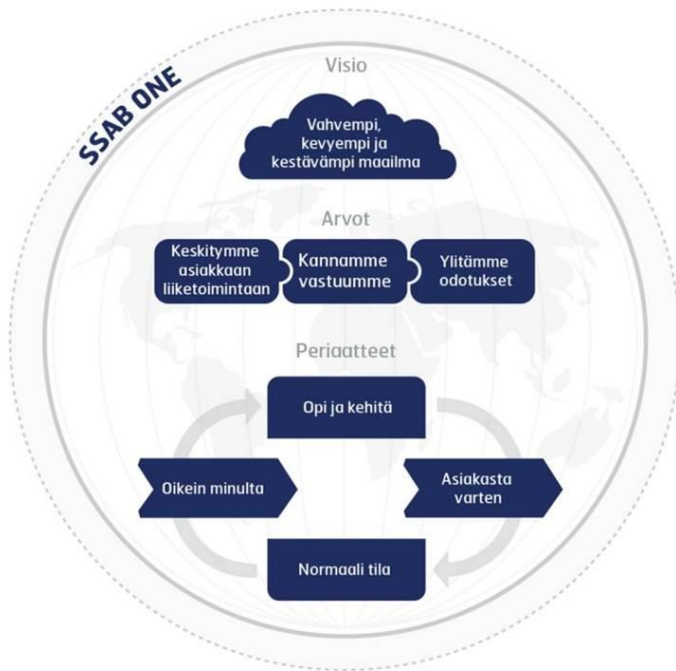 SSAB ONE
Visio
Vahvempi,
kevyempi ja
kestävämpi maailma
Arvot
Keskitymme
asiakkaan
liiketoimintaan
Kannamme
vastuumme
Ylitämme
odotukset
Periaatteet
Opi ja kehitä
Oikein minulta
Asiakasta
varten
Normaali tila